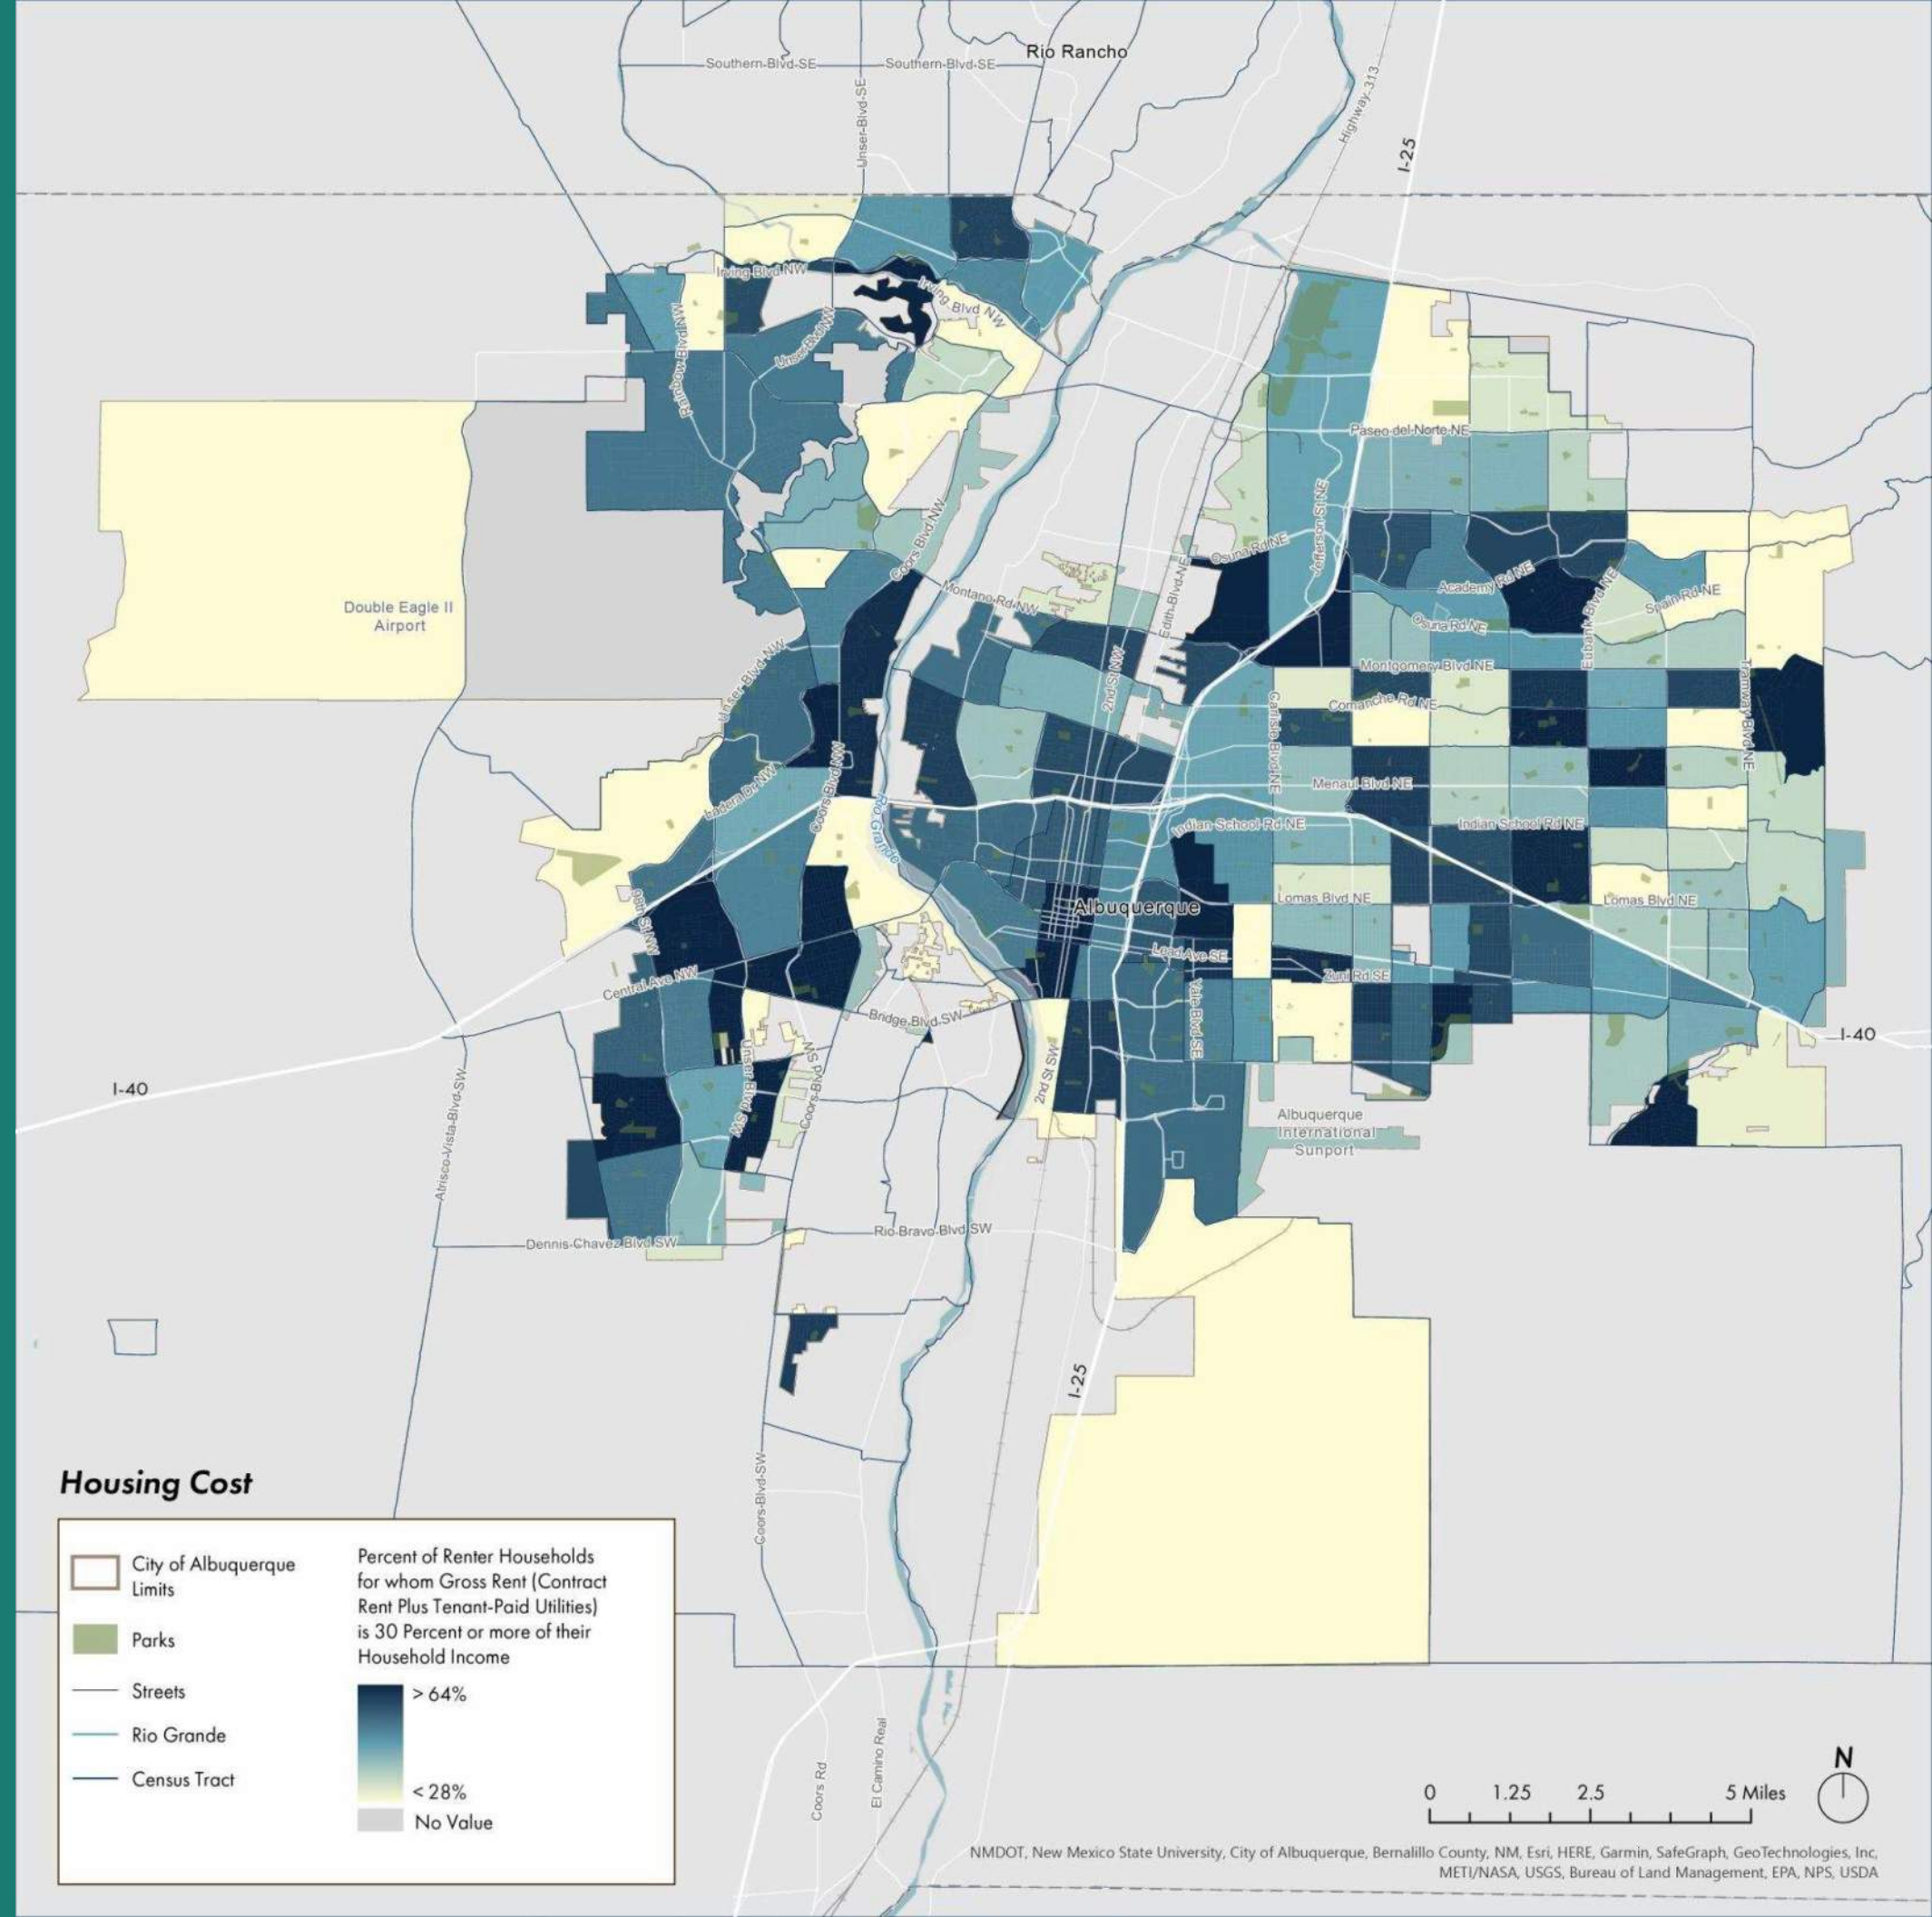 Rio Rancho
Southern-Blvd-SE
Southern-Blvd-SE
Unser-Blvd-SE
Highway-313
I-25
Irving Blvd NW
Irving Blvd NW
Rainbow-Blvd-NW
Unser-Blvd-NW
Paseo-del-Norte-NE
Jefferson-St-NE
Coors-Blvd-NW
Osuna-Rd-NE
Edith-Blvd-NE
Montano-Rd-NW
Academy Rd NE
Eubank-Blvd-NE
Spain-Rd-NE
Osuna-Rd-NE
Double Eagle II
Airport
Unser-Blvd-NW
2nd-St-NW
Montgomery-Blvd-NE
Carlisle-Blvd-NE
Comanche-Rd-NE
Tramway-Blvd-NE
Ladera-Dr-NW
Coors-Blvd-NW
Rio Grande
Menaul-Blvd-NE
Indian-School-Rd-NE
Indian-School-Rd-NE
98th-St-NW
Albuquerque
Lomas-Blvd-NE
Lomas Blvd NE
Lead-Ave-SE
Zuni-Rd-SE
Central-Ave-NW
Bridge-Blvd-SW
Yale-Blvd-SE
I-40
I-40
Unser-Blvd SW
Coors-Blvd-SW
2nd-St SW
Atrisco-Vista-Blvd-SW
Albuquerque
International
Sunport
Rio-Bravo-Blvd SW
Dennis-Chavez-Blvd-SW
I-25
Coors-Blvd-SW
Coors Rd
El Camino Real
Housing Cost
City of Albuquerque
Limits
Parks
Streets
Rio Grande
Census Tract
Percent of Renter Households
for whom Gross Rent (Contract
Rent Plus Tenant-Paid Utilities)
is 30 Percent or more of their
Household Income
> 64%
< 28%
No Value
N
0 1.25 2.5 5 Miles
NMDOT, New Mexico State University, City of Albuquerque, Bernalillo County, NM, Esri, HERE, Garmin, SafeGraph, GeoTechnologies, Inc,
METI/NASA, USGS, Bureau of Land Management, EPA, NPS, USDA